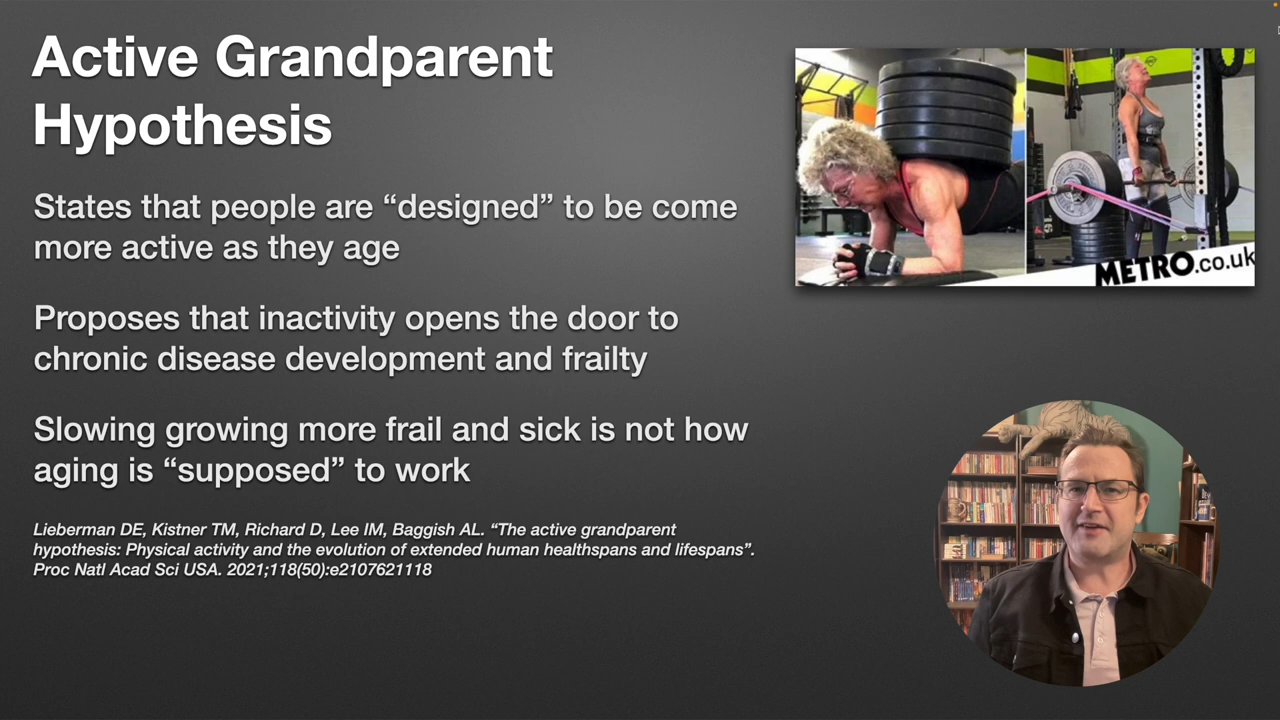 Active Grandparent
Hypothesis
States that people are “designed” to be come
more active as they age
Proposes that inactivity opens the door to
chronic disease development and frailty
Slowing growing more frail and sick is not how
aging is “supposed” to work
Lieberman DE, Kistner TM, Richard D, Lee IM, Baggish AL. “The active grandparent
hypothesis: Physical activity and the evolution of extended human healthspans and lifespans”.
Proc Natl Acad Sci USA. 2021;118(50):e2107621118
METRO.co.uk